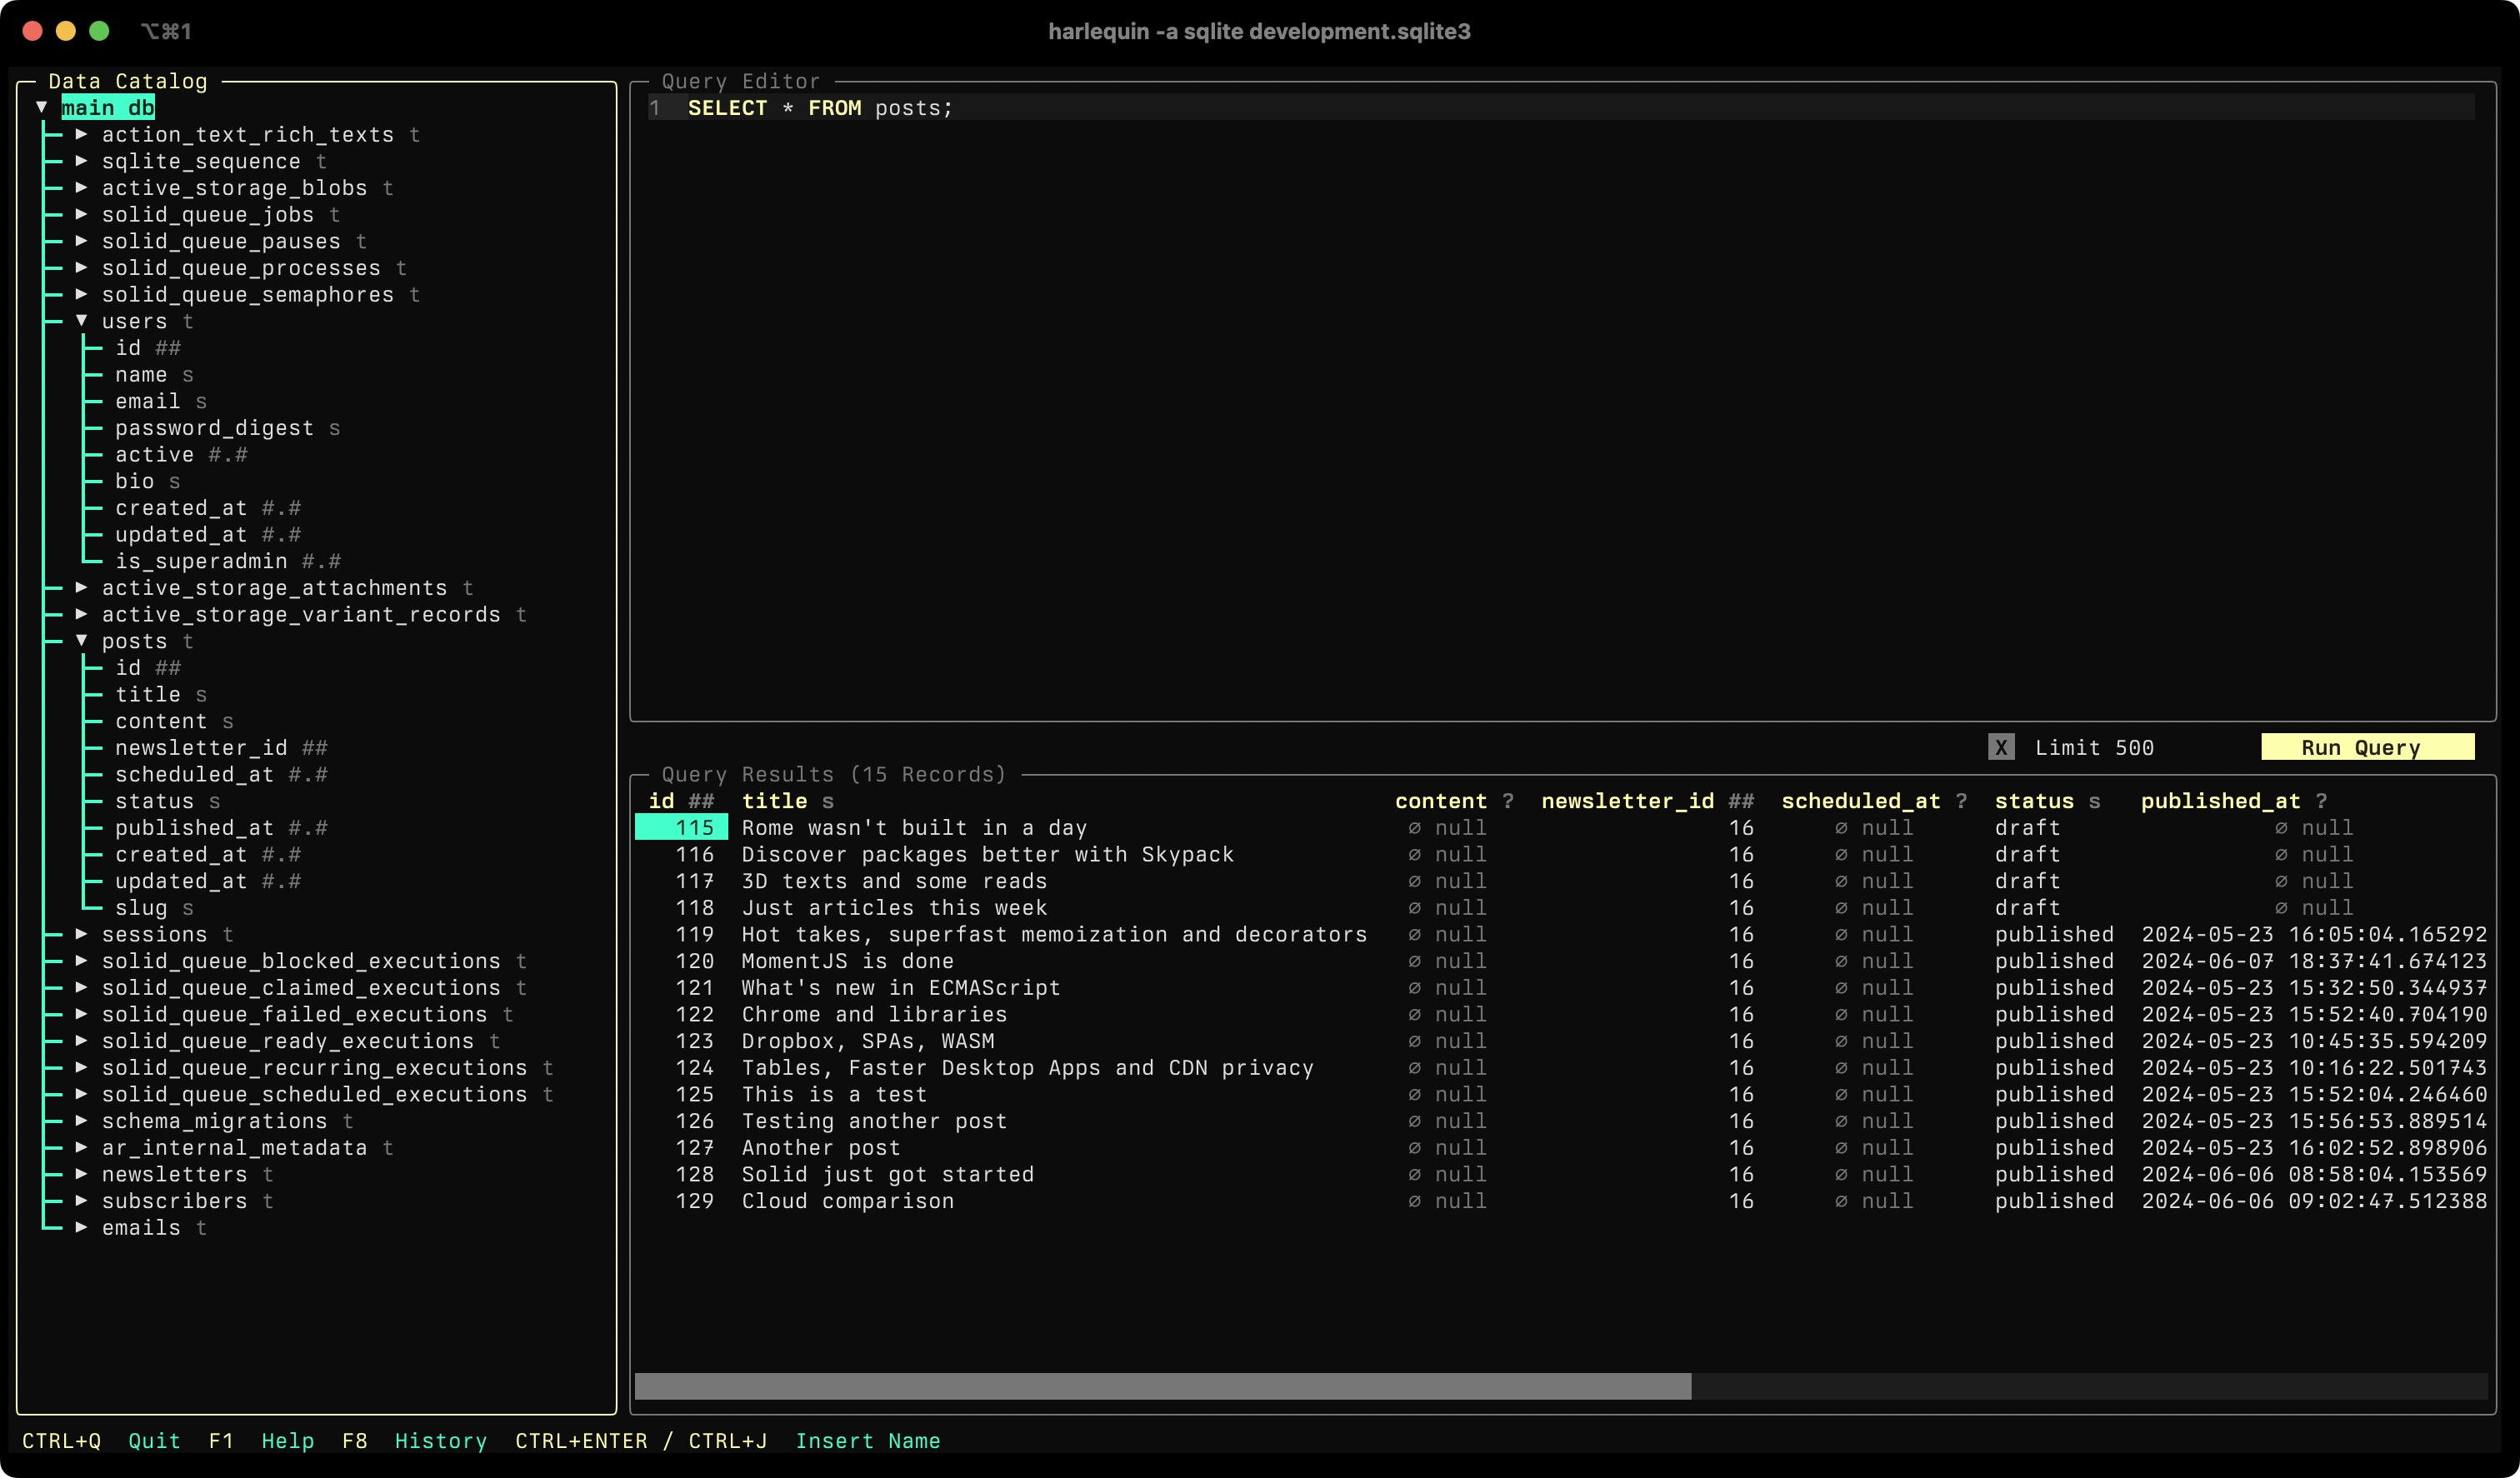 ⌥⌘1
harlequin -a sqlite development.sqlite3
Data Catalog
▼ main db
▶ action_text_rich_texts t
▶ sqlite_sequence t
▶ active_storage_blobs t
▶ solid_queue_jobs t
▶ solid_queue_pauses t
▶ solid_queue_processes t
▶ solid_queue_semaphores t
▼ users t
id ##
name s
email s
password_digest s
active #.#
bio s
created_at #.#
updated_at #.#
is_superadmin #.#
▶ active_storage_attachments t
▶ active_storage_variant_records t
▼ posts t
id ##
title s
content s
newsletter_id ##
scheduled_at #.#
status s
published_at #.#
created_at #.#
updated_at #.#
slug s
▶ sessions t
▶ solid_queue_blocked_executions t
▶ solid_queue_claimed_executions t
▶ solid_queue_failed_executions t
▶ solid_queue_ready_executions t
▶ solid_queue_recurring_executions t
▶ solid_queue_scheduled_executions t
▶ schema_migrations t
▶ ar_internal_metadata t
▶ newsletters t
▶ subscribers t
▶ emails t
Query Editor
1 SELECT * FROM posts;
X Limit 500 Run Query
Query Results (15 Records)
id ## title s content ? newsletter_id ## scheduled_at ? status s published_at ?
115 Rome wasn't built in a day ∅ null 16 ∅ null draft ∅ null
116 Discover packages better with Skypack ∅ null 16 ∅ null draft ∅ null
117 3D texts and some reads ∅ null 16 ∅ null draft ∅ null
118 Just articles this week ∅ null 16 ∅ null draft ∅ null
119 Hot takes, superfast memoization and decorators ∅ null 16 ∅ null published 2024-05-23 16:05:04.165292
120 MomentJS is done ∅ null 16 ∅ null published 2024-06-07 18:37:41.674123
121 What's new in ECMAScript ∅ null 16 ∅ null published 2024-05-23 15:32:50.344937
122 Chrome and libraries ∅ null 16 ∅ null published 2024-05-23 15:52:40.704190
123 Dropbox, SPAs, WASM ∅ null 16 ∅ null published 2024-05-23 10:45:35.594209
124 Tables, Faster Desktop Apps and CDN privacy ∅ null 16 ∅ null published 2024-05-23 10:16:22.501743
125 This is a test ∅ null 16 ∅ null published 2024-05-23 15:52:04.246460
126 Testing another post ∅ null 16 ∅ null published 2024-05-23 15:56:53.889514
127 Another post ∅ null 16 ∅ null published 2024-05-23 16:02:52.898906
128 Solid just got started ∅ null 16 ∅ null published 2024-06-06 08:58:04.153569
129 Cloud comparison ∅ null 16 ∅ null published 2024-06-06 09:02:47.512388
CTRL+Q Quit F1 Help F8 History CTRL+ENTER / CTRL+J Insert Name